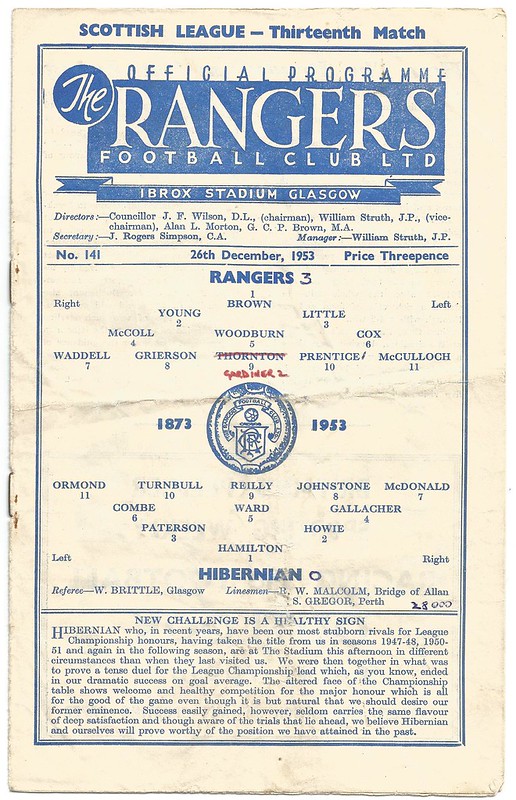 SCOTTISH LEAGUE – Thirteenth Match
OFFICIAL PROGRAMME
The RANGERS
FOOTBALL CLUB LTD
IBROX STADIUM GLASGOW
Directors:—Councillor J. F. Wilson, D.L., (chairman), William Struth, J.P., (vice-
chairman), Alan L. Morton, G. C. P. Brown, M.A.
Secretary:—J. Rogers Simpson, C.A. Manager:—William Struth, J.P.
No. 141 26th December, 1953 Price Threepence
RANGERS 3
1
Right BROWN Left
YOUNG LITTLE
2 3
McCOLL WOODBURN COX
4 5 6
WADDELL GRIERSON THORNTON PRENTICE 1 McCULLOCH
7 8 9 10 11
GARDINER 2
1873 1953
ORMOND TURNBULL REILLY JOHNSTONE McDONALD
11 10 9 8 7
COMBE WARD GALLACHER
6 5 4
PATERSON HOWIE
3 2
HAMILTON
Left 1 Right
HIBERNIAN 0
Referee—W. BRITTLE, Glasgow Linesmen—R. W. MALCOLM, Bridge of Allan
S. GREGOR, Perth 28000
NEW CHALLENGE IS A HEALTHY SIGN
HIBERNIAN who, in recent years, have been our most stubborn rivals for League
Championship honours, having taken the title from us in seasons 1947-48, 1950-
51 and again in the following season, are at The Stadium this afternoon in different
circumstances than when they last visited us. We were then together in what was
to prove a tense duel for the League Championship lead which, as you know, ended
in our dramatic success on goal average. The altered face of the Championship
table shows welcome and healthy competition for the major honour which is all
for the good of the game even though it is but natural that we should desire our
former eminence. Success easily gained, however, seldom carries the same flavour
of deep satisfaction and though aware of the trials that lie ahead, we believe Hibernian
and ourselves will prove worthy of the position we have attained in the past.